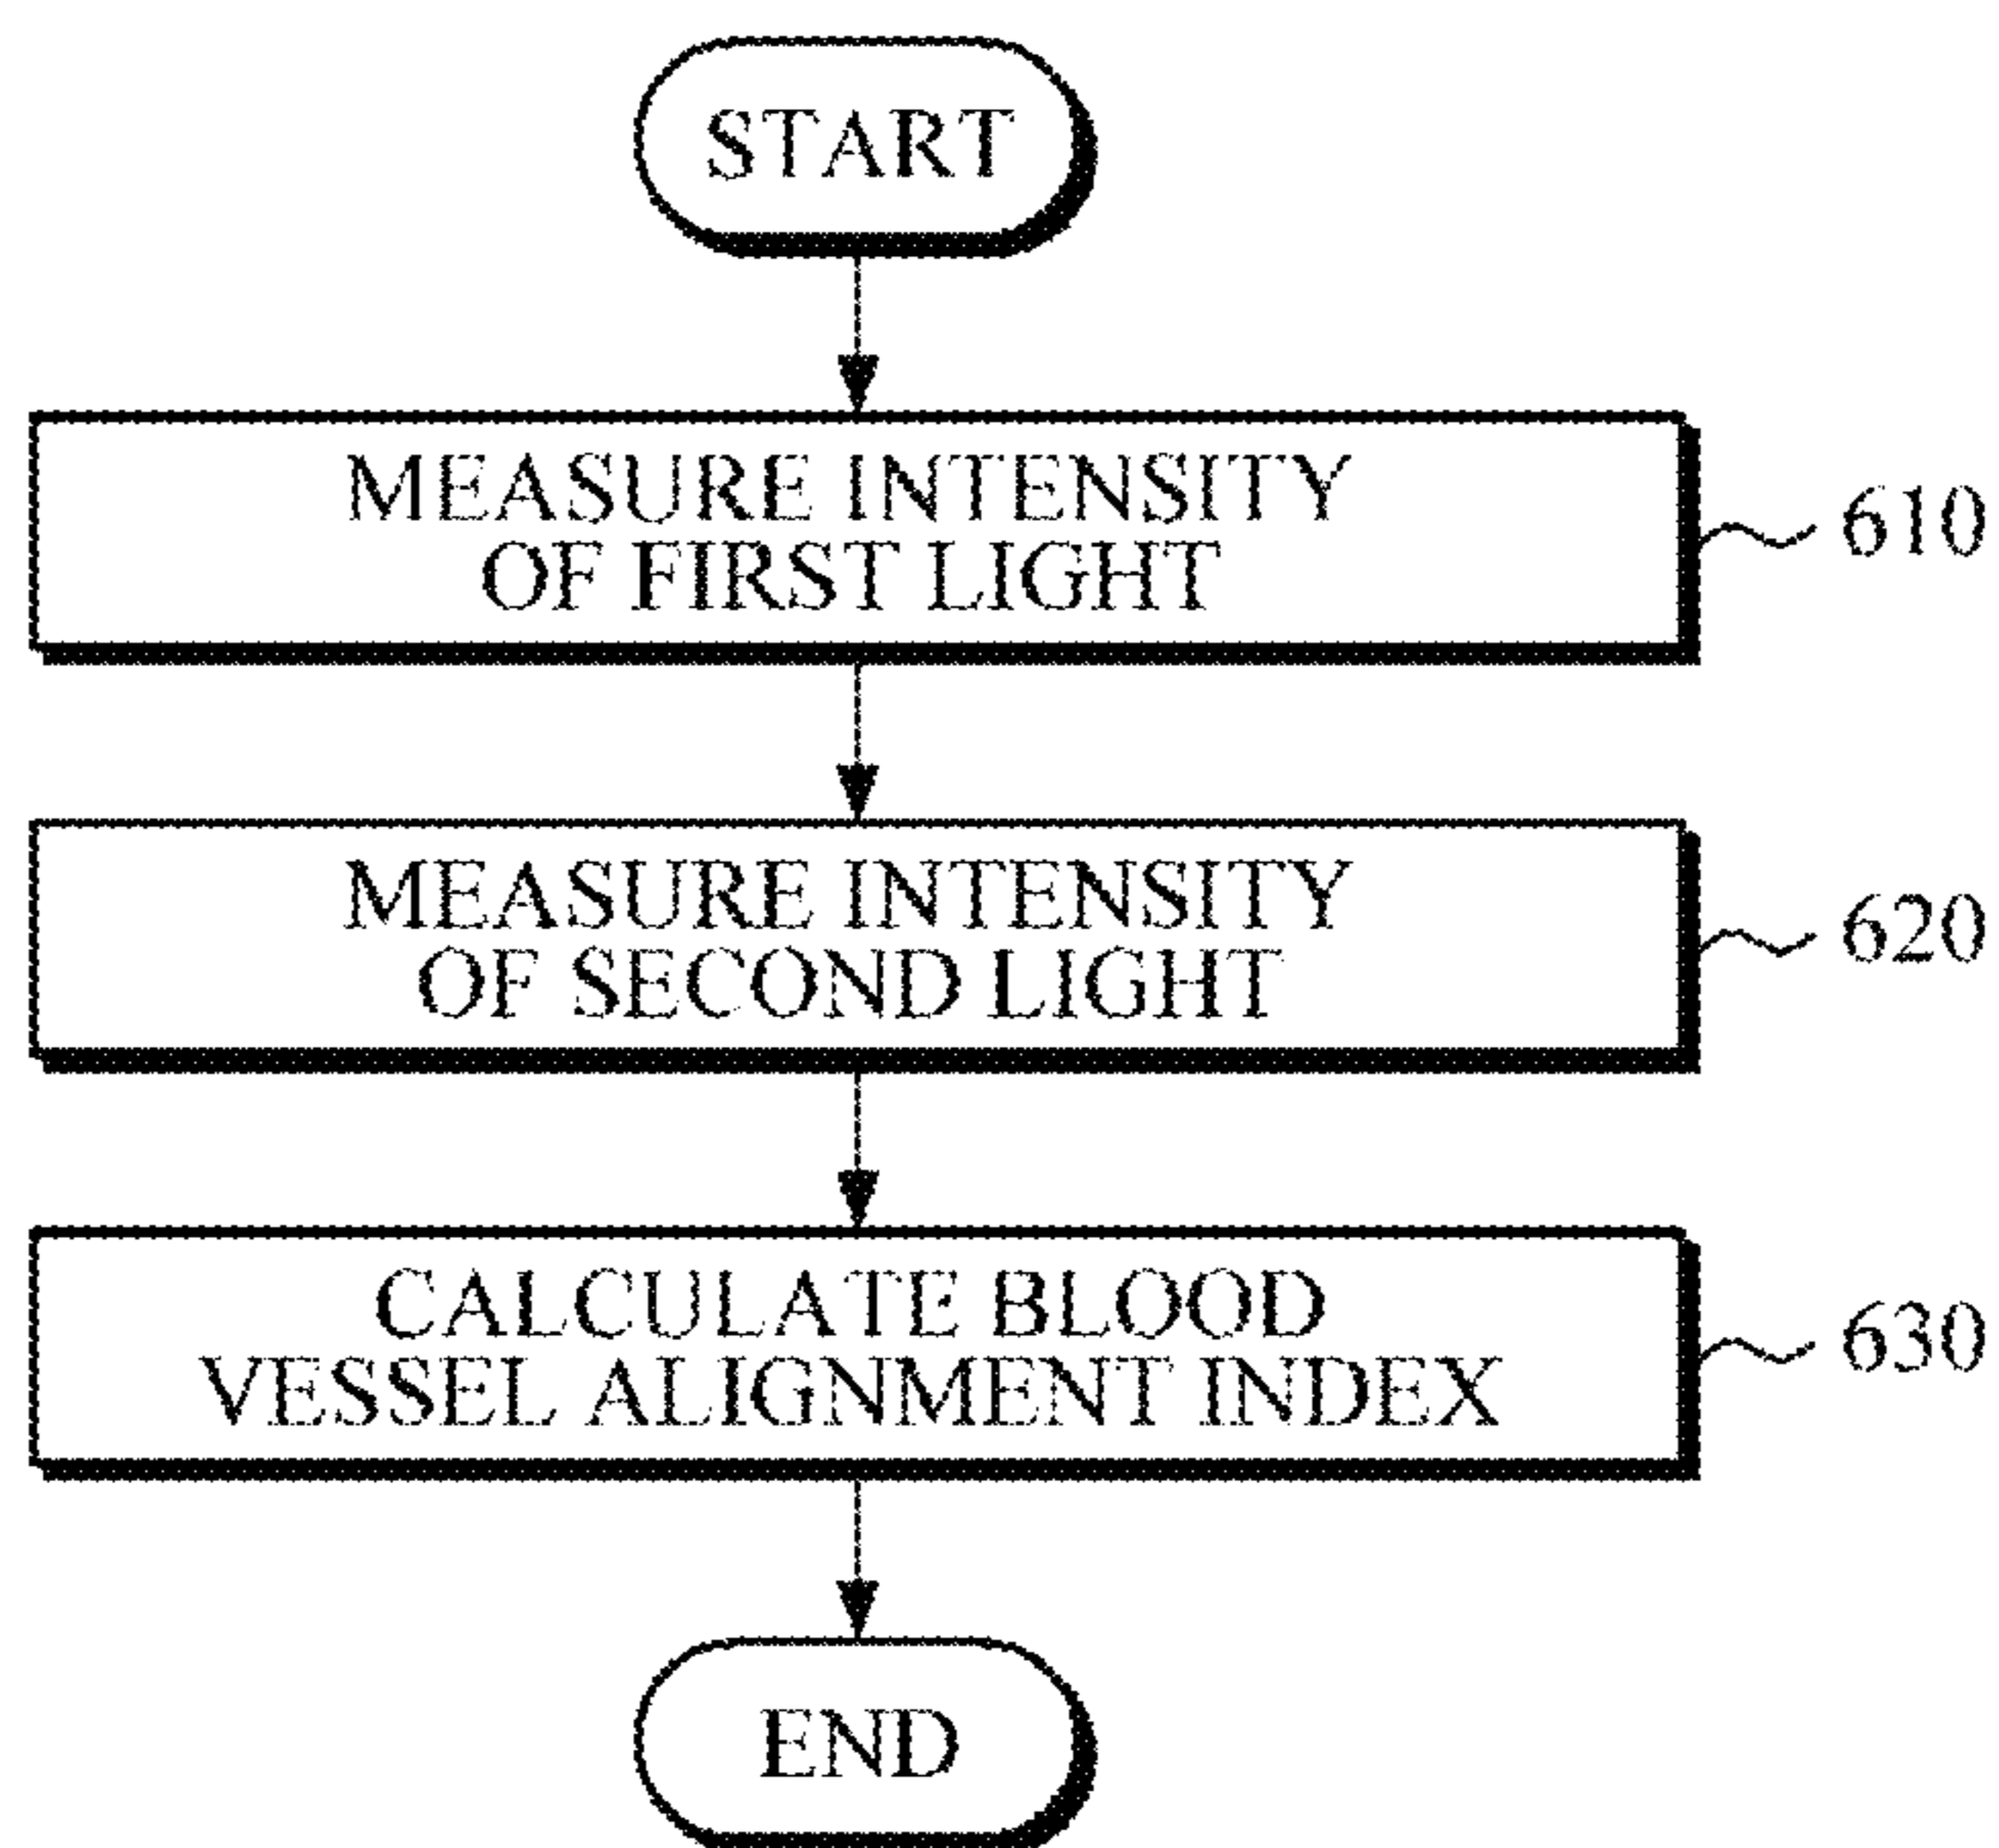 START
MEASURE INTENSITY
OF FIRST LIGHT
610
MEASURE INTENSITY
OF SECOND LIGHT
620
CALCULATE BLOOD
VESSEL ALIGNMENT INDEX
630
END